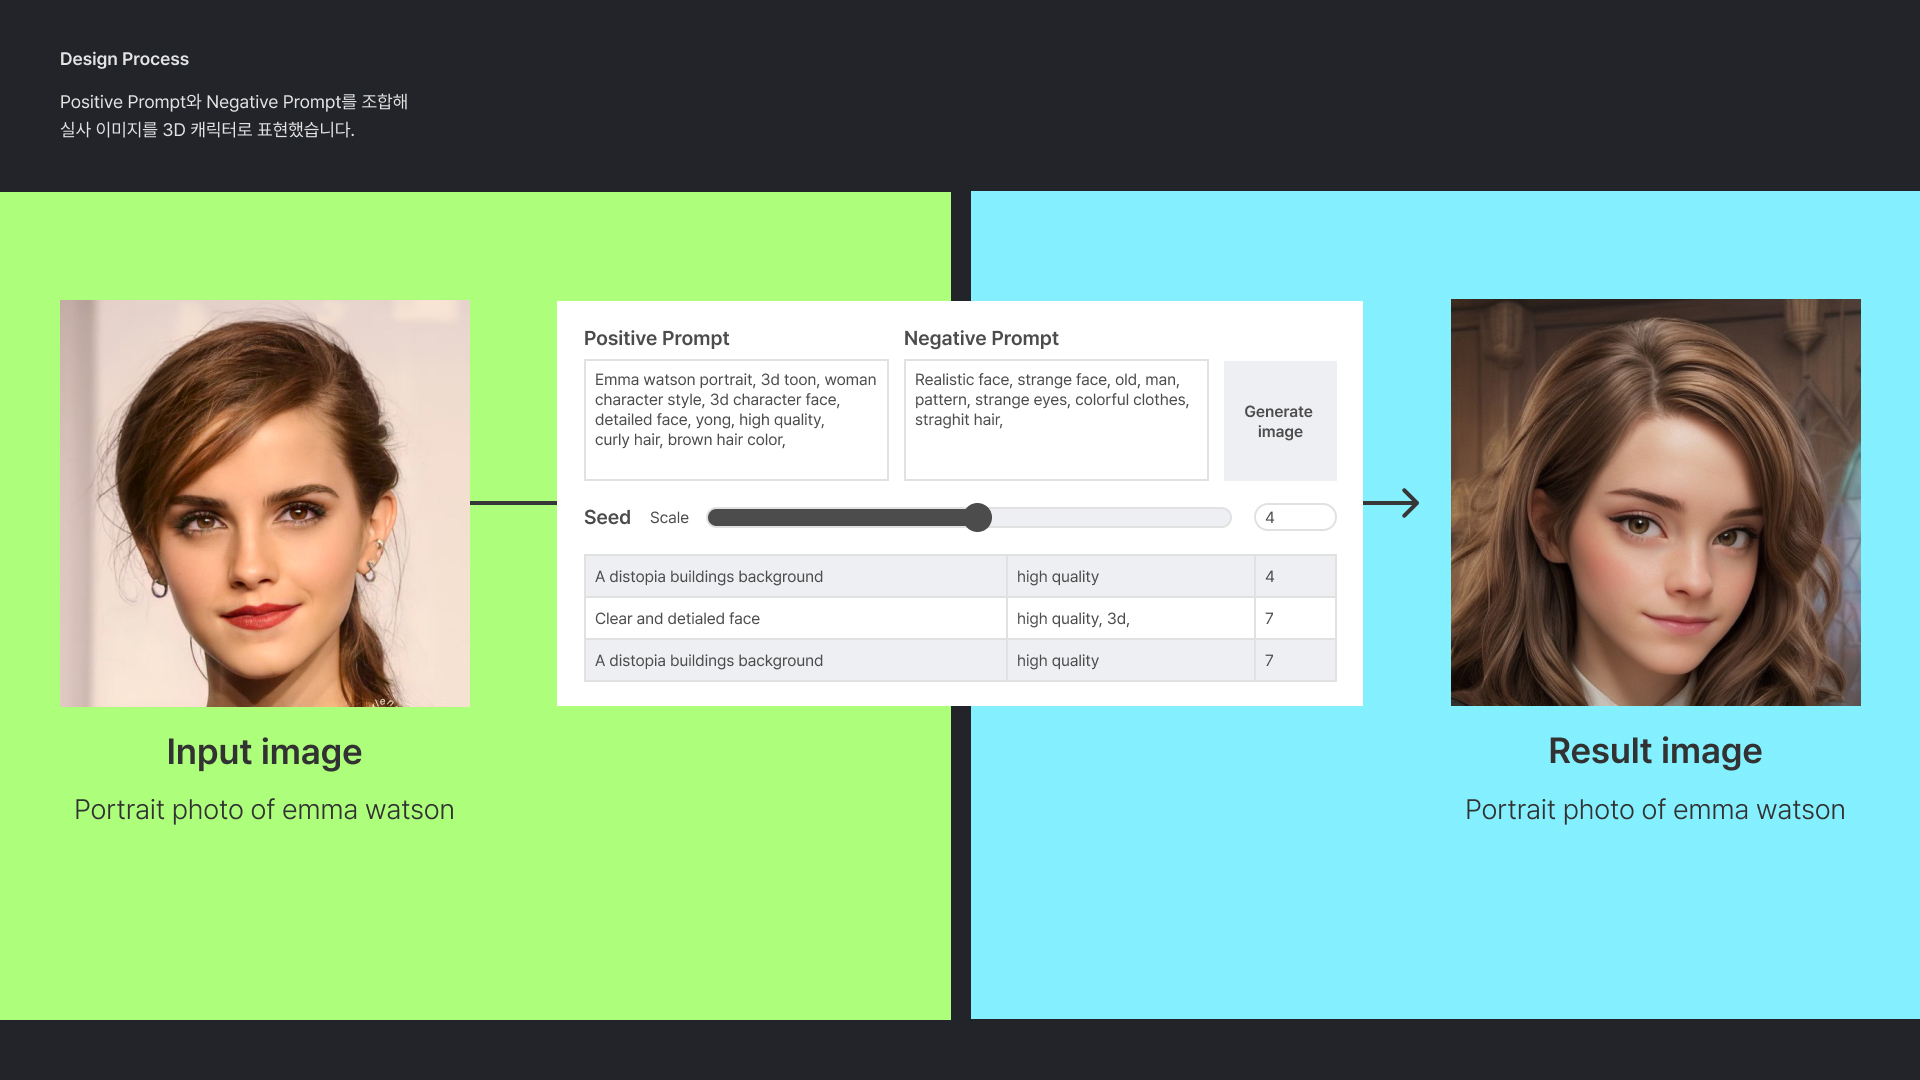 Design Process
Positive Prompt와 Negative Prompt를 조합해
실사 이미지를 3D 캐릭터로 표현했습니다.
Positive Prompt
Emma watson portrait, 3d toon, woman
character style, 3d character face,
detailed face, yong, high quality,
curly hair, brown hair color,
Negative Prompt
Realistic face, strange face, old, man,
pattern, strange eyes, colorful clothes,
straghit hair,
Generate
image
Seed Scale 4
A distopia buildings background high quality 4
Clear and detialed face high quality, 3d, 7
A distopia buildings background high quality 7
Input image
Portrait photo of emma watson
Result image
Portrait photo of emma watson